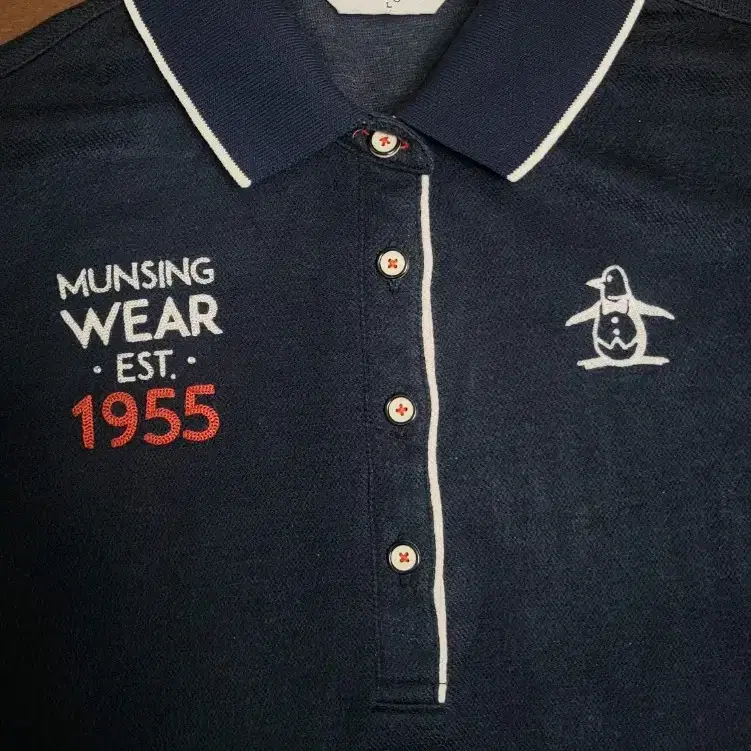 L
MUNSING
WEAR
· EST. ·
1955